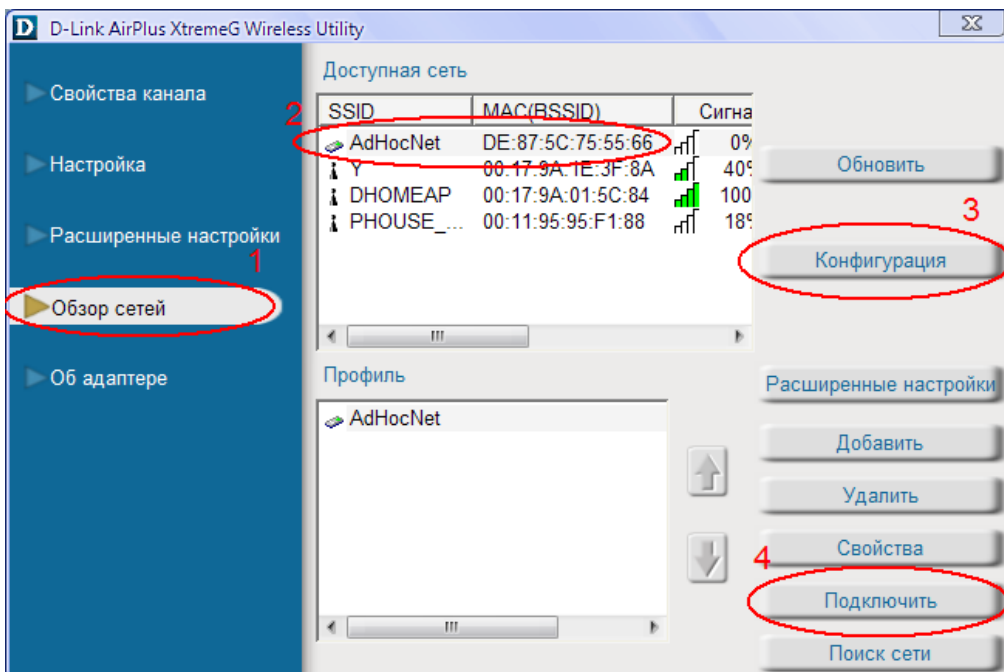 D D-Link AirPlus XtremeG Wireless Utility
Свойства канала
Настройка
Расширенные настройки
1
Обзор сетей
Об адаптере
Доступная сеть
2
SSID MAC(BSSID) Сигна
AdHocNet DE:87:5C:75:55:66 0%
Y 00:17:9A:1E:3F:8A 40%
DHOMEAP 00:17:9A:01:5C:84 100
PHOUSE_... 00:11:95:95:F1:88 18%
Обновить
3
Конфигурация
Профиль
AdHocNet
Расширенные настройки
Добавить
Удалить
Свойства
4
Подключить
Поиск сети